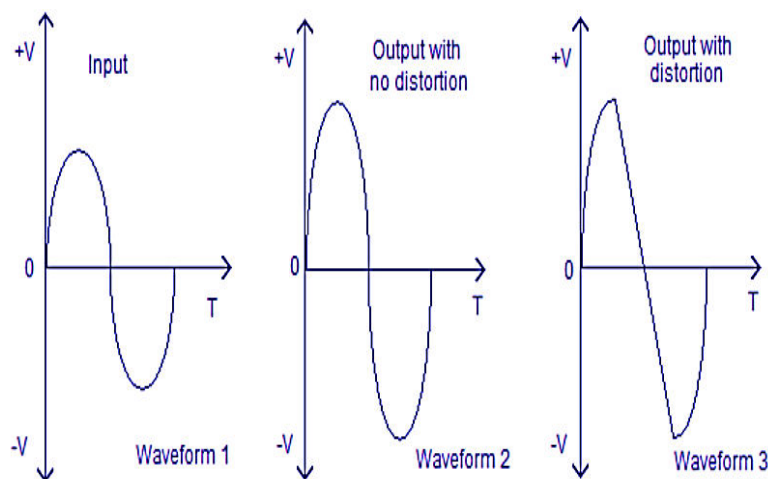 +V
Input
0
T
-V
Waveform 1
+V
Output with
no distortion
0
T
-V
Waveform 2
+V
Output with
distortion
0
T
-V
Waveform 3